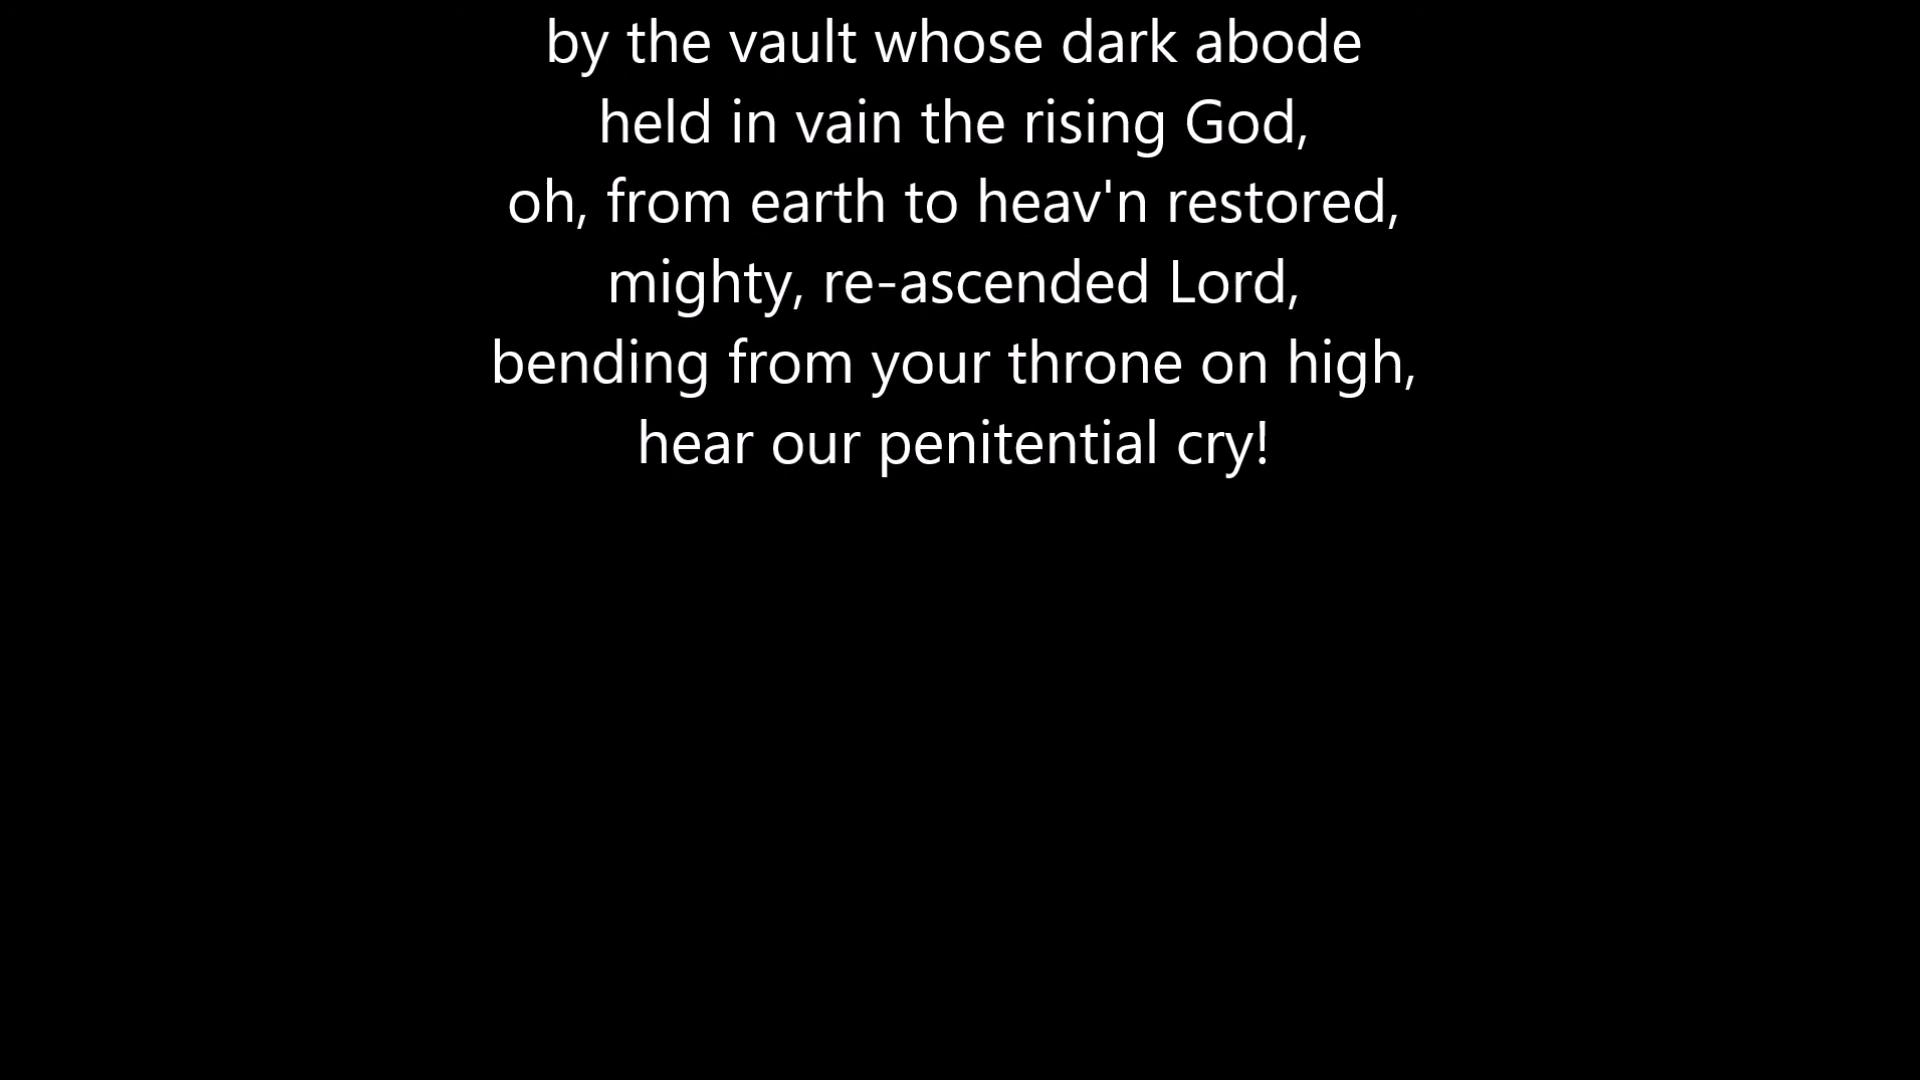 by the vault whose dark abode
held in vain the rising God,
oh, from earth to heav'n restored,
mighty, re-ascended Lord,
bending from your throne on high,
hear our penitential cry!